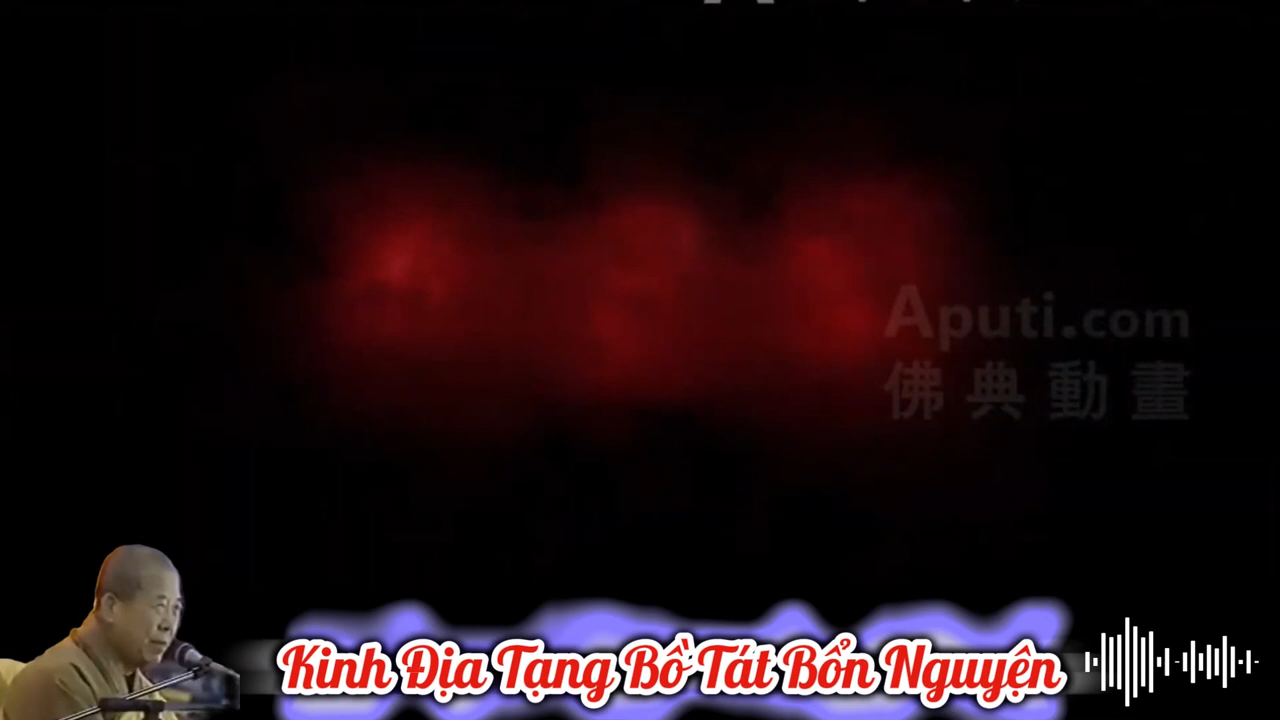 Aputi.com
佛典動畫
Kinh Địa Tạng Bồ Tát Bổn Nguyện